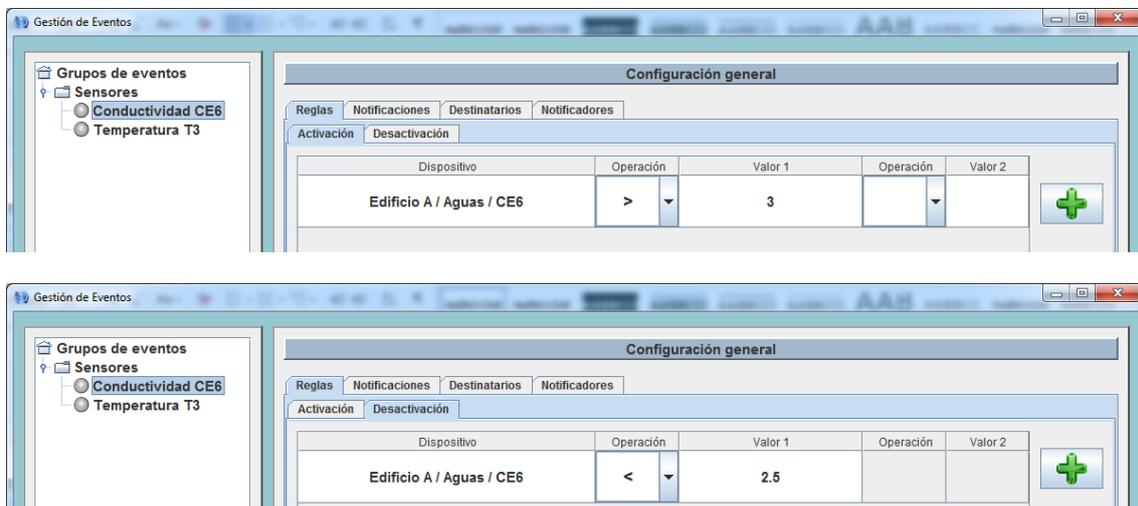 Gestión de Eventos
Grupos de eventos
Sensores
Conductividad CE6
Temperatura T3
Configuración general
Reglas Notificaciones Destinatarios Notificadores
Activación Desactivación
Dispositivo Operación Valor 1 Operación Valor 2
Edificio A / Aguas / CE6 > 3
Gestión de Eventos
Grupos de eventos
Sensores
Conductividad CE6
Temperatura T3
Configuración general
Reglas Notificaciones Destinatarios Notificadores
Activación Desactivación
Dispositivo Operación Valor 1 Operación Valor 2
Edificio A / Aguas / CE6 < 2.5